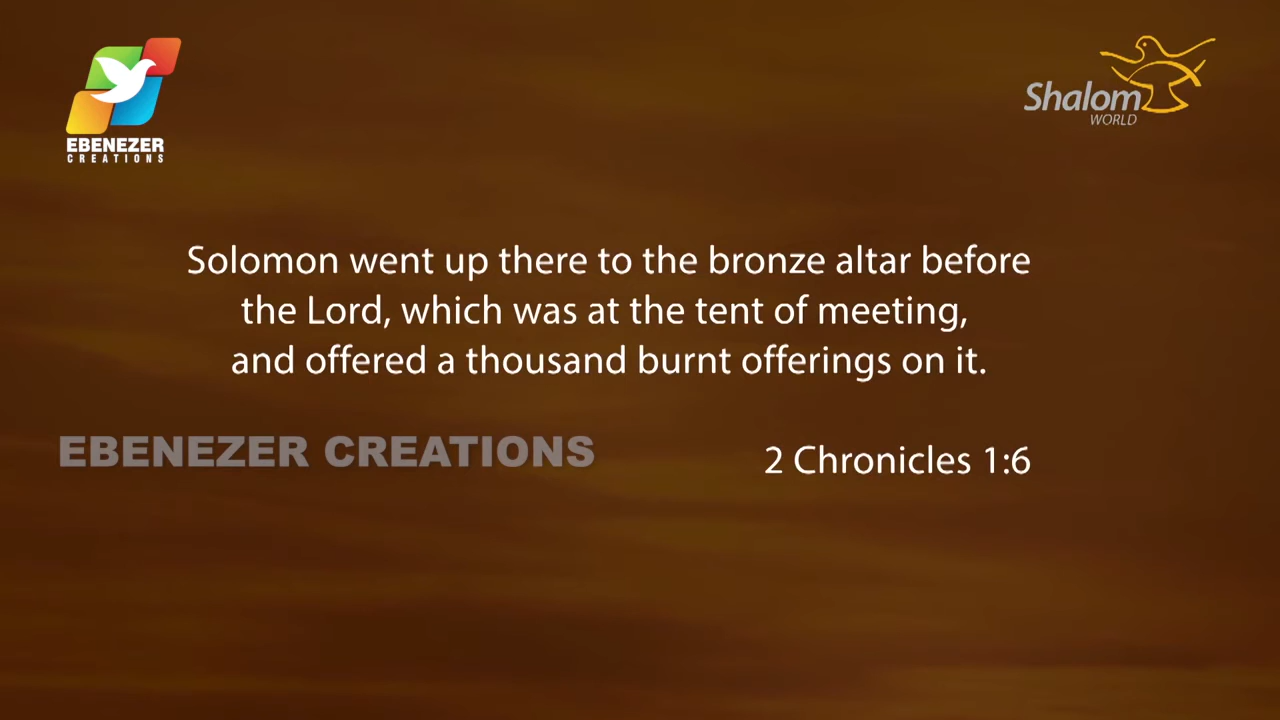 EBENEZER
CREATIONS
Shalom
WORLD
Solomon went up there to the bronze altar before
the Lord, which was at the tent of meeting,
and offered a thousand burnt offerings on it.
EBENEZER CREATIONS
2 Chronicles 1:6